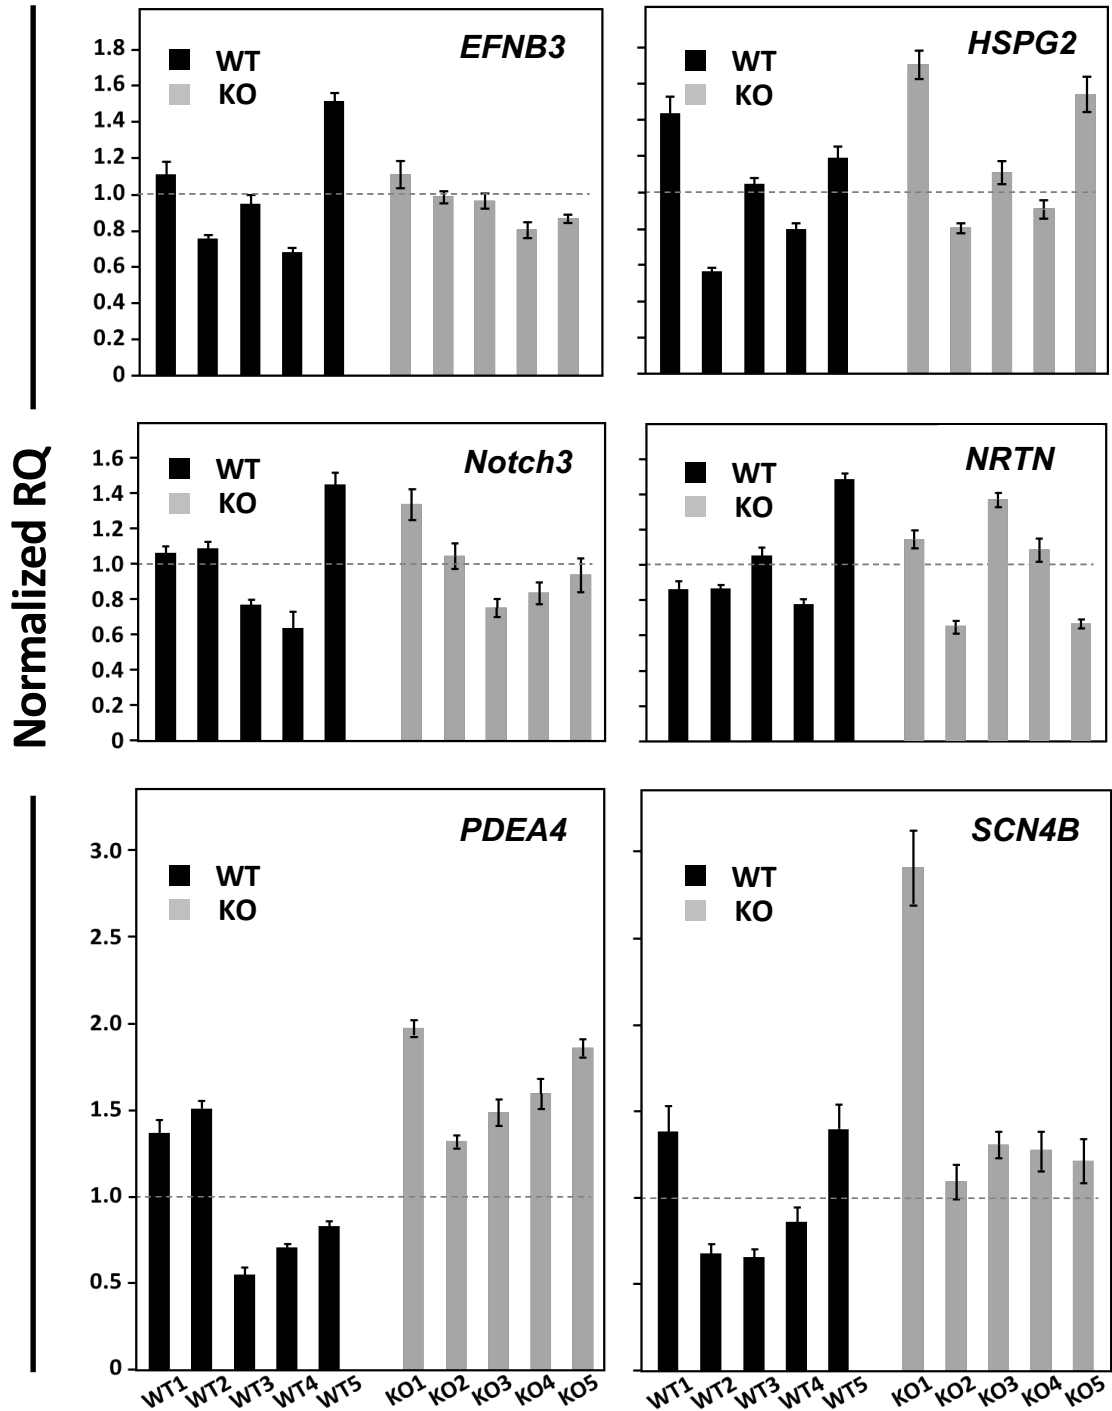 Normalized RQ
EFNB3
WT
KO
1.8
1.6
1.4
1.2
1.0
0.8
0.6
0.4
0.2
0
HSPG2
WT
KO
Notch3
WT
KO
1.6
1.4
1.2
1.0
0.8
0.6
0.4
0.2
0
NRTN
WT
KO
PDEA4
WT
KO
3.0
2.5
2.0
1.5
1.0
0.5
0
WT1 WT2 WT3 WT4 WT5 KO1 KO2 KO3 KO4 KO5
SCN4B
WT
KO
WT1 WT2 WT3 WT4 WT5 KO1 KO2 KO3 KO4 KO5